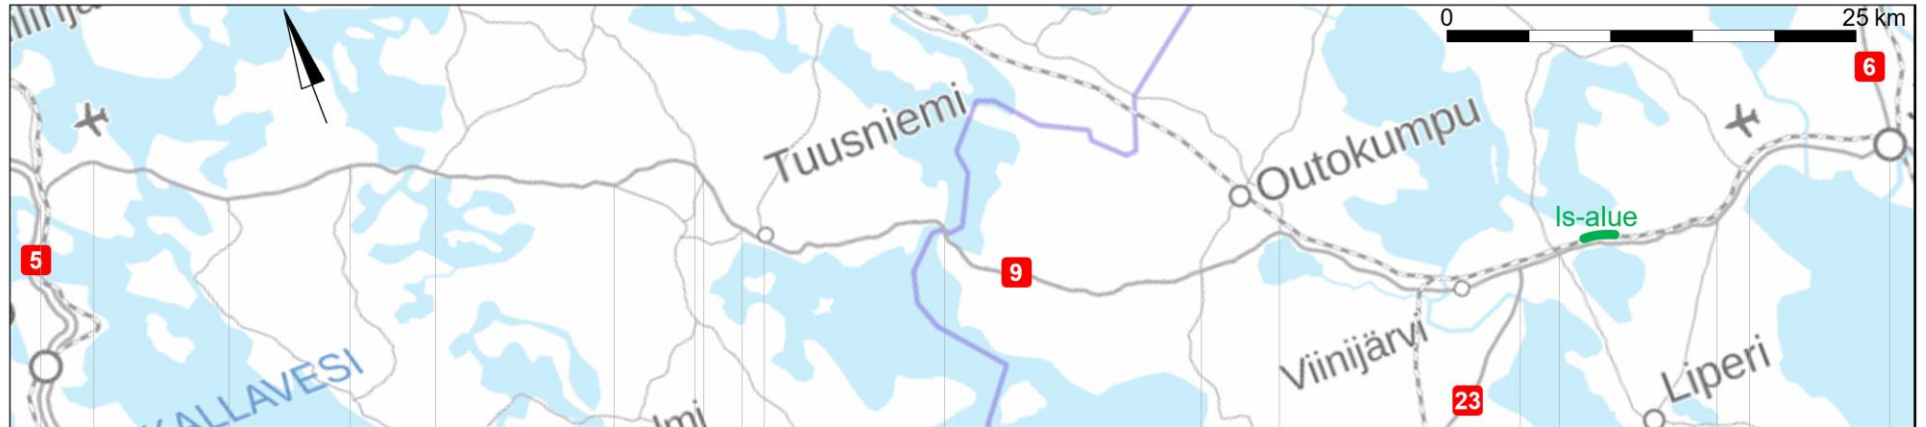 0
25 km
6
Tuusniemi
Outokumpu
Is-alue
5
9
Viinijärvi
KALLAVESI
Liperi
23